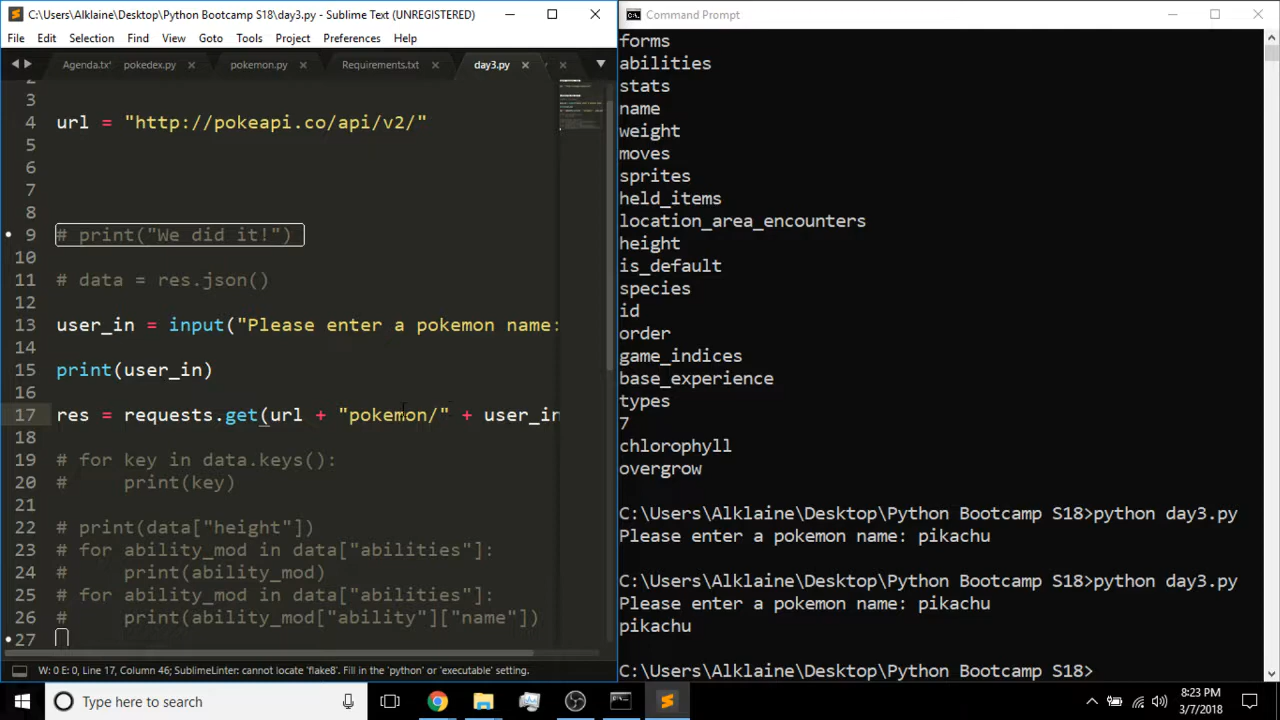 C:\Users\Alklaine\Desktop\Python Bootcamp S18\day3.py - Sublime Text (UNREGISTERED)
File Edit Selection Find View Goto Tools Project Preferences Help
Agenda.tx' pokedex.py pokemon.py Requirements.txt day3.py
3
4 url = "http://pokeapi.co/api/v2/"
5
6
7
8
9 # print("We did it!")
10
11 # data = res.json()
12
13 user_in = input("Please enter a pokemon name:
14
15 print(user_in)
16
17 res = requests.get(url + "pokemon/" + user_in
18
19 # for key in data.keys():
20 # print(key)
21
22 # print(data["height"])
23 # for ability_mod in data["abilities"]:
24 # print(ability_mod)
25 # for ability_mod in data["abilities"]:
26 # print(ability_mod["ability"]["name"])
27
W: 0 E: 0, Line 17, Column 46; SublimeLinter: cannot locate 'flake8'. Fill in the 'python' or 'executable' setting.
Command Prompt
forms
abilities
stats
name
weight
moves
sprites
held_items
location_area_encounters
height
is_default
species
id
order
game_indices
base_experience
types
7
chlorophyll
overgrow
C:\Users\Alklaine\Desktop\Python Bootcamp S18>python day3.py
Please enter a pokemon name: pikachu
C:\Users\Alklaine\Desktop\Python Bootcamp S18>python day3.py
Please enter a pokemon name: pikachu
pikachu
C:\Users\Alklaine\Desktop\Python Bootcamp S18>
Type here to search
8:23 PM
3/7/2018